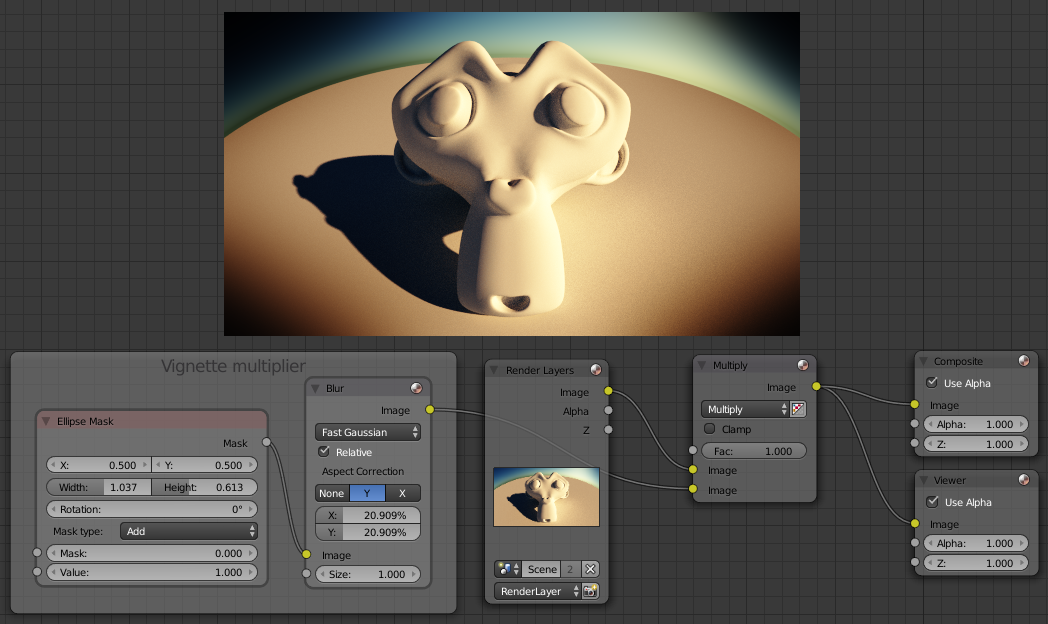 Vignette multiplier
Ellipse Mask
Mask
X: 0.500 Y: 0.500
Width: 1.037 Height: 0.613
Rotation: 0°
Mask type: Add
Mask: 0.000
Value: 1.000
Blur
Image
Fast Gaussian
Relative
Aspect Correction
None Y X
X: 20.909%
Y: 20.909%
Image
Size: 1.000
Render Layers
Image
Alpha
Z
Scene 2
RenderLayer
Multiply
Image
Multiply
Clamp
Fac: 1.000
Image
Image
Composite
Use Alpha
Image
Alpha: 1.000
Z: 1.000
Viewer
Use Alpha
Image
Alpha: 1.000
Z: 1.000